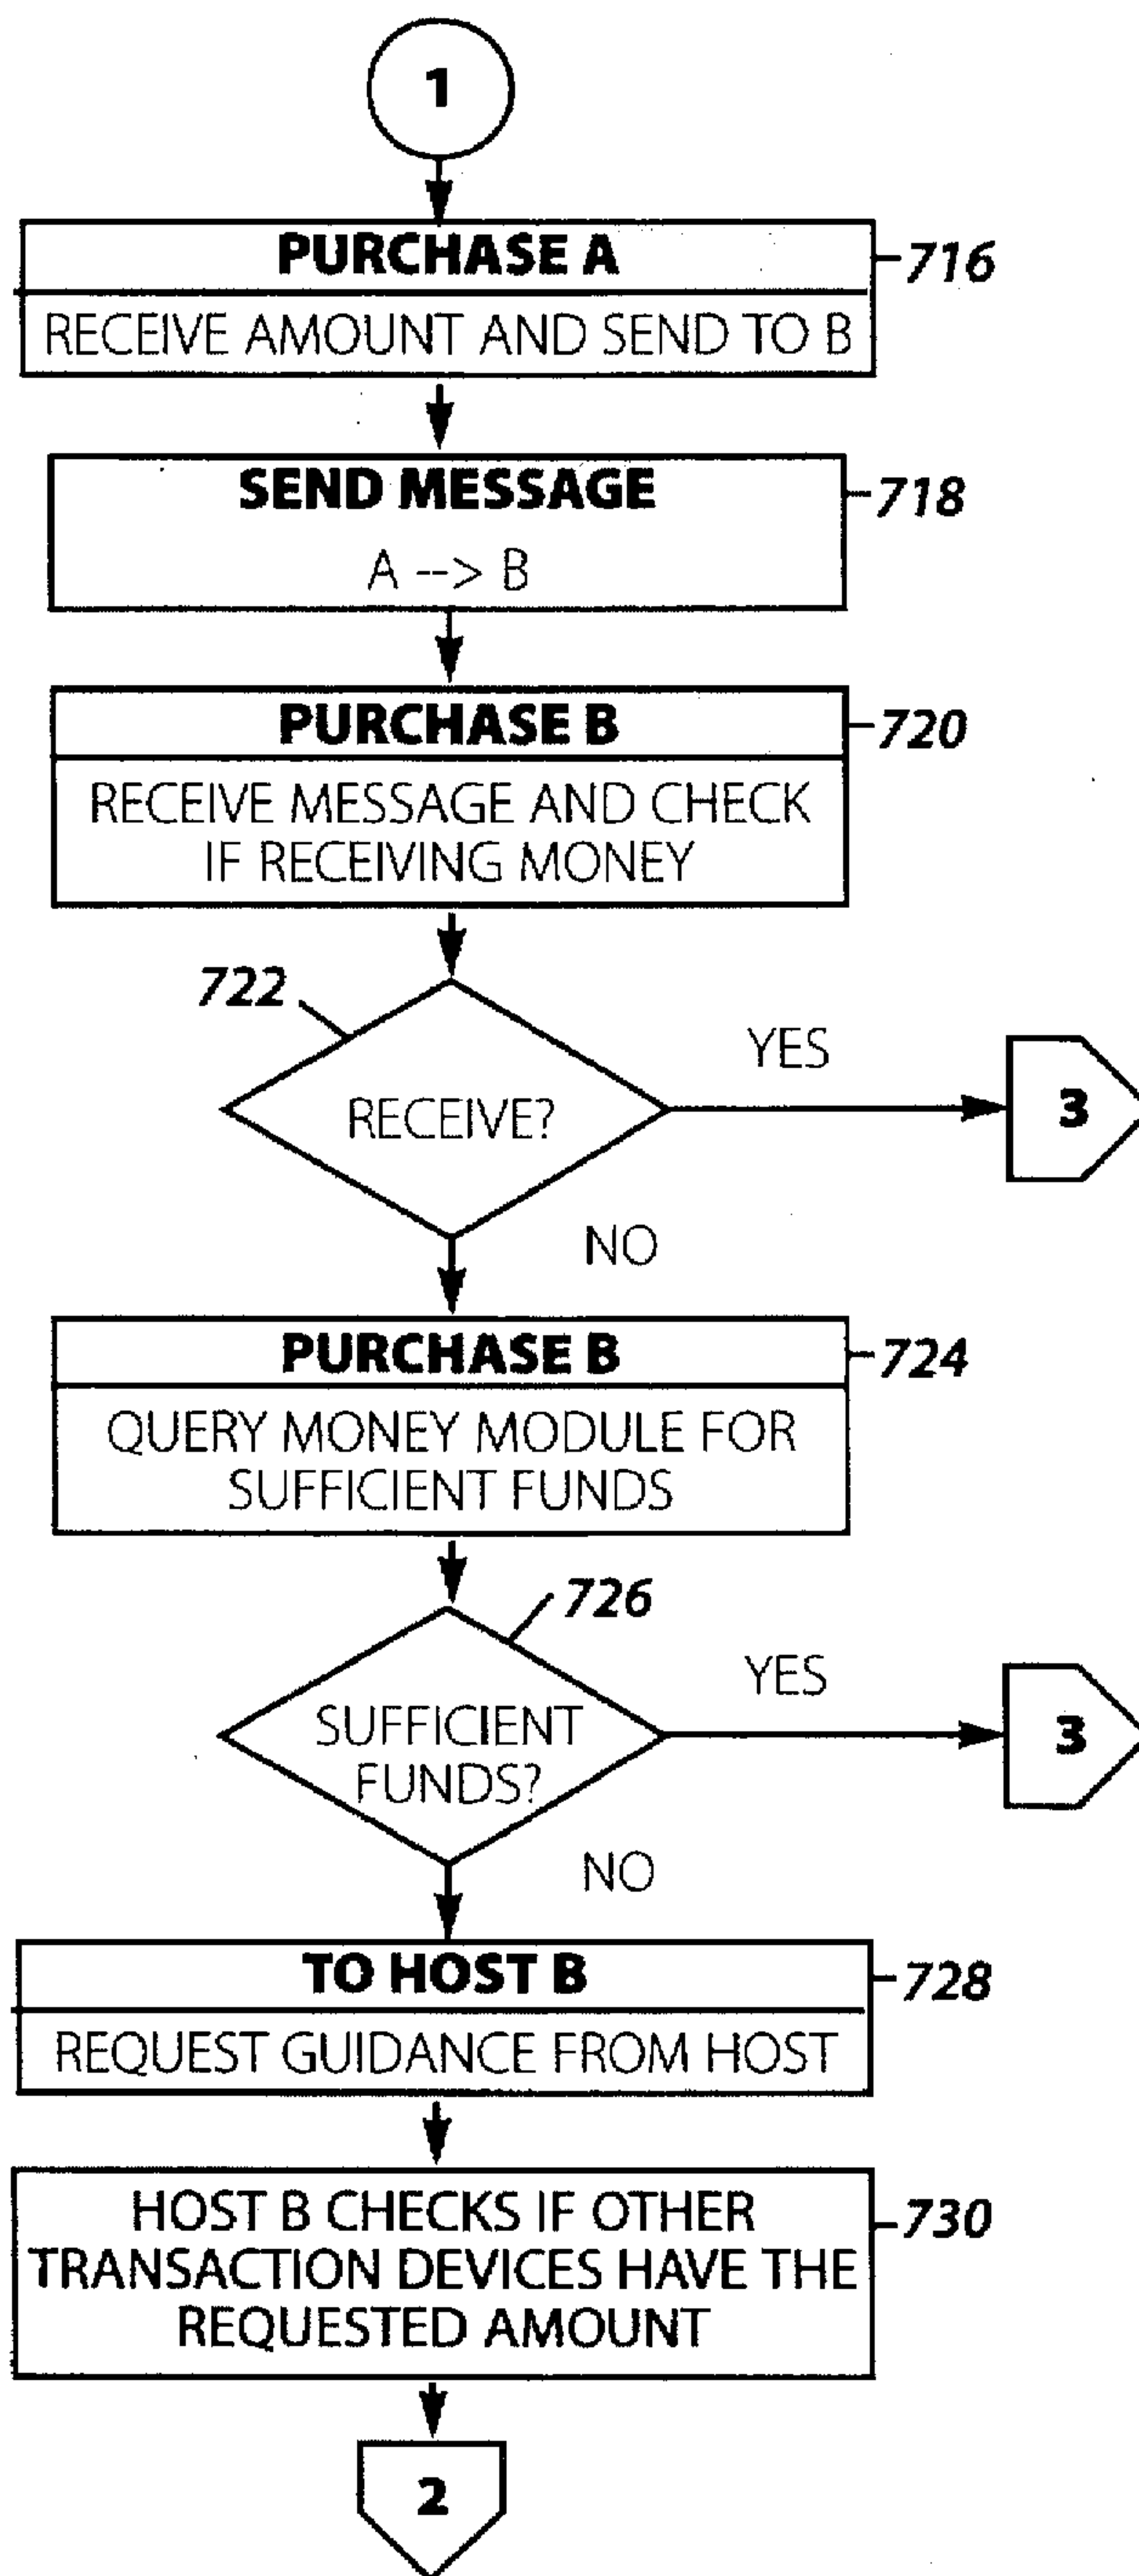 1
PURCHASE A
716
RECEIVE AMOUNT AND SEND TO B
SEND MESSAGE
718
A --> B
PURCHASE B
720
RECEIVE MESSAGE AND CHECK
IF RECEIVING MONEY
722
RECEIVE?
YES
3
NO
PURCHASE B
724
QUERY MONEY MODULE FOR
SUFFICIENT FUNDS
726
SUFFICIENT
FUNDS?
YES
3
NO
TO HOST B
728
REQUEST GUIDANCE FROM HOST
HOST B CHECKS IF OTHER
TRANSACTION DEVICES HAVE THE
REQUESTED AMOUNT
730
2